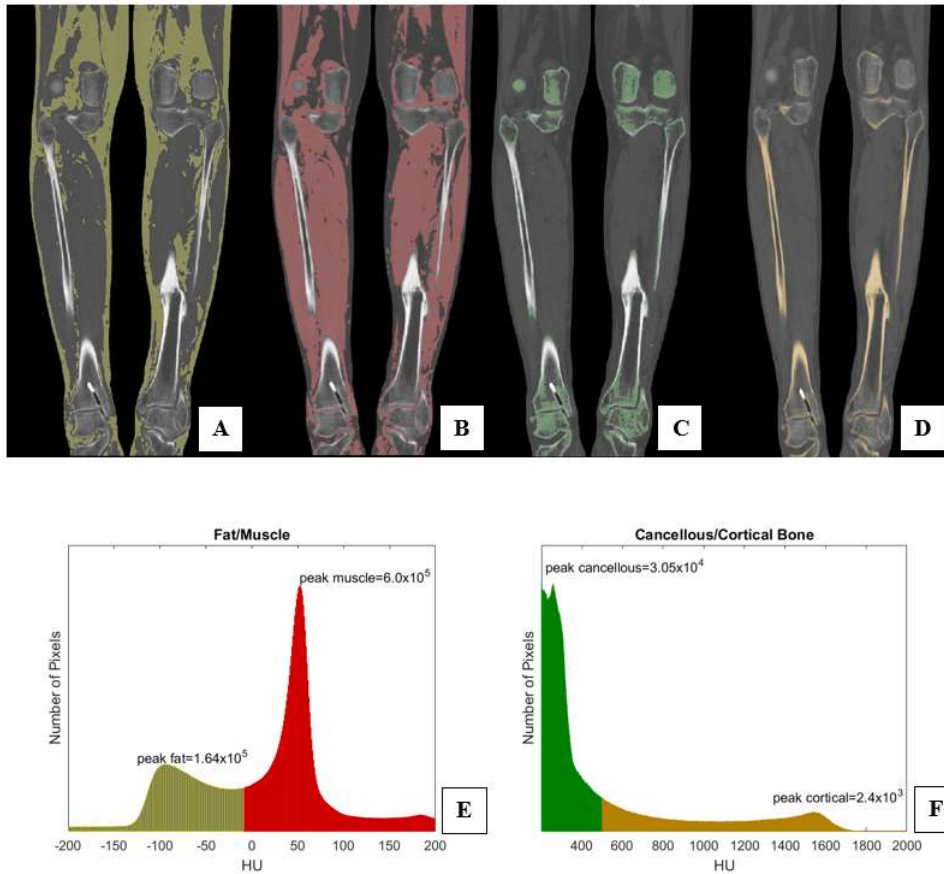 A
B
C
D
Fat/Muscle
peak muscle=6.0x10⁵
peak fat=1.64x10⁵
Number of Pixels
-200 -150 -100 -50 0 50 100 150 200
HU
E
Cancellous/Cortical Bone
peak cancellous=3.05x10⁴
peak cortical=2.4x10³
Number of Pixels
400 600 800 1000 1200 1400 1600 1800 2000
HU
F